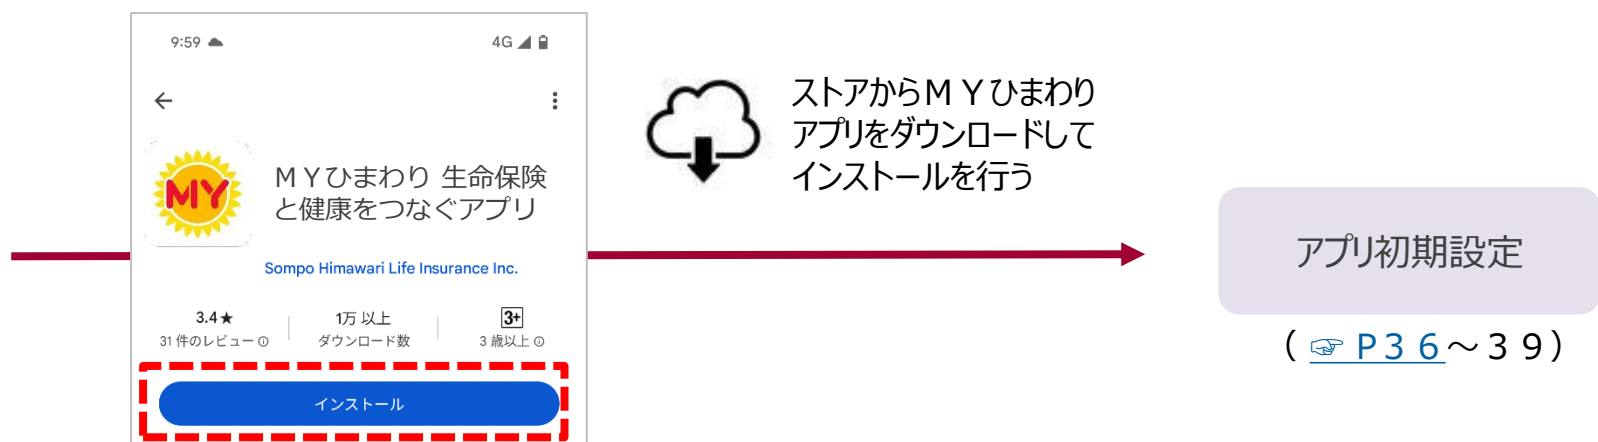 9:59
4G
MY
ＭＹひまわり 生命保険
と健康をつなぐアプリ
Sompo Himawari Life Insurance Inc.
3.4★
31 件のレビュー
1万 以上
ダウンロード数
3+
3 歳以上
インストール
ストアからＭＹひまわり
アプリをダウンロードして
インストールを行う
アプリ初期設定
（ ☞ Ｐ３６～３９）